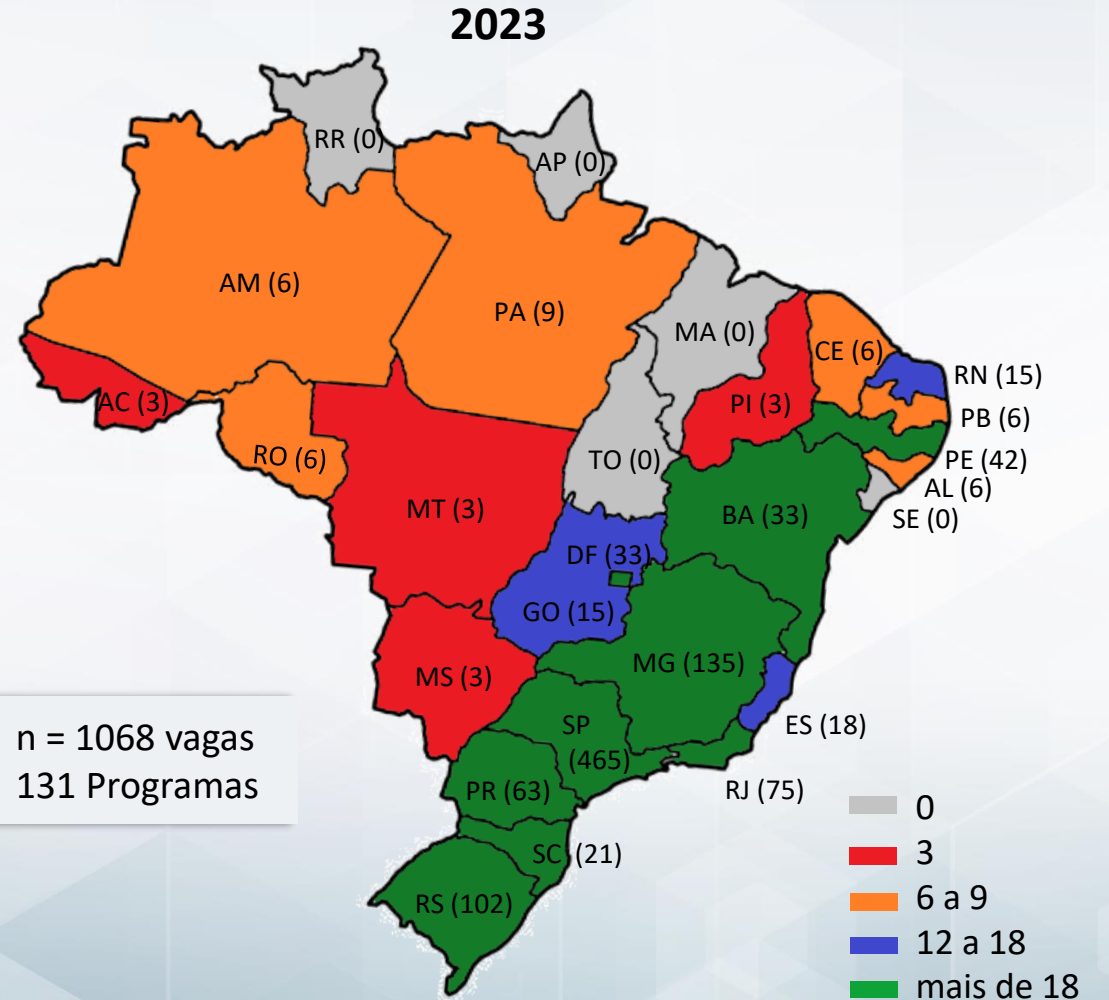 2023
RR (0)
AP (0)
AM (6)
PA (9)
MA (0)
CE (6)
RN (15)
AC (3)
PI (3)
PB (6)
RO (6)
TO (0)
PE (42)
AL (6)
MT (3)
BA (33)
SE (0)
DF (33)
GO (15)
MG (135)
MS (3)
ES (18)
SP
(465)
n = 1068 vagas
131 Programas
PR (63)
RJ (75)
SC (21)
RS (102)
0
3
6 a 9
12 a 18
mais de 18